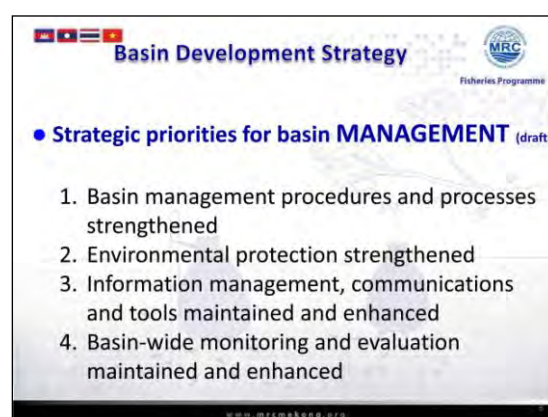 Basin Development Strategy
MRC
Fisheries Programme
● Strategic priorities for basin MANAGEMENT (draft
1. Basin management procedures and processes
strengthened
2. Environmental protection strengthened
3. Information management, communications
and tools maintained and enhanced
4. Basin-wide monitoring and evaluation
maintained and enhanced
www.mrcmekong.org